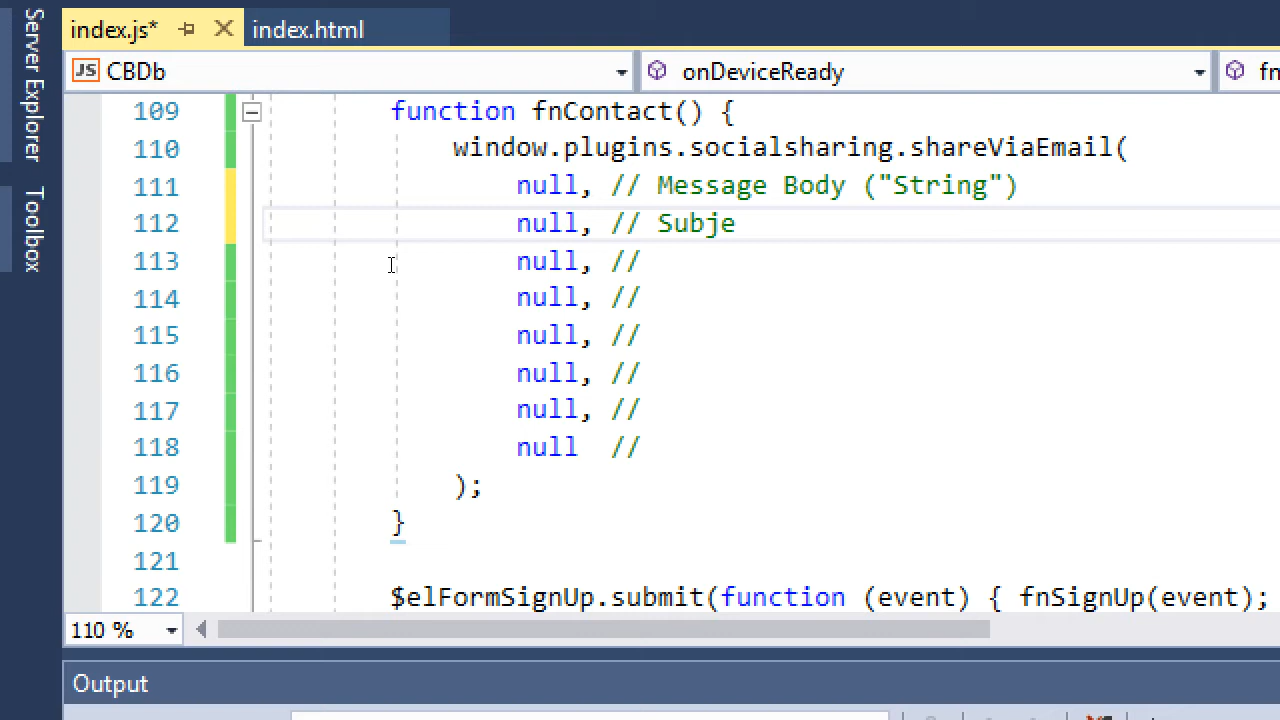 Server Explorer
Toolbox
index.js*
index.html
JS CBDb
onDeviceReady
fn
109 function fnContact() {
110 window.plugins.socialsharing.shareViaEmail(
111 null, // Message Body ("String")
112 null, // Subje
113 null, //
114 null, //
115 null, //
116 null, //
117 null, //
118 null //
119 );
120 }
121
122 $elFormSignUp.submit(function (event) { fnSignUp(event);
110 %
Output